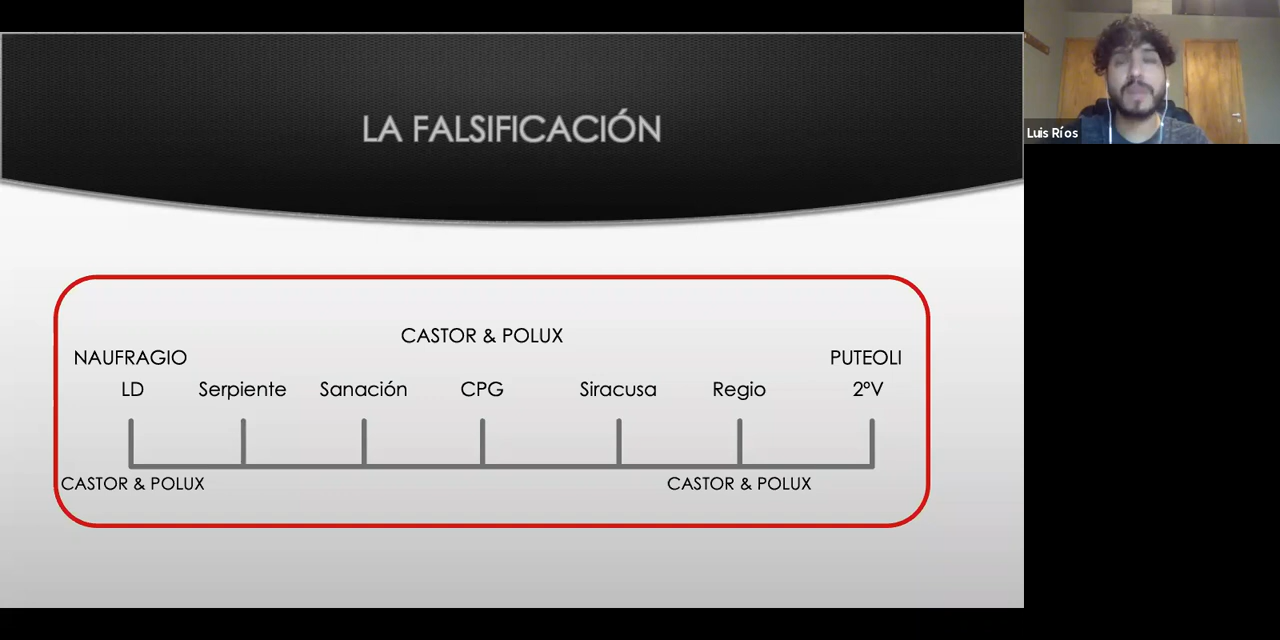 LA FALSIFICACIÓN
CASTOR & POLUX
NAUFRAGIO
PUTEOLI
LD Serpiente Sanación CPG Siracusa Regio 2ºV
CASTOR & POLUX
CASTOR & POLUX
Luis Ríos